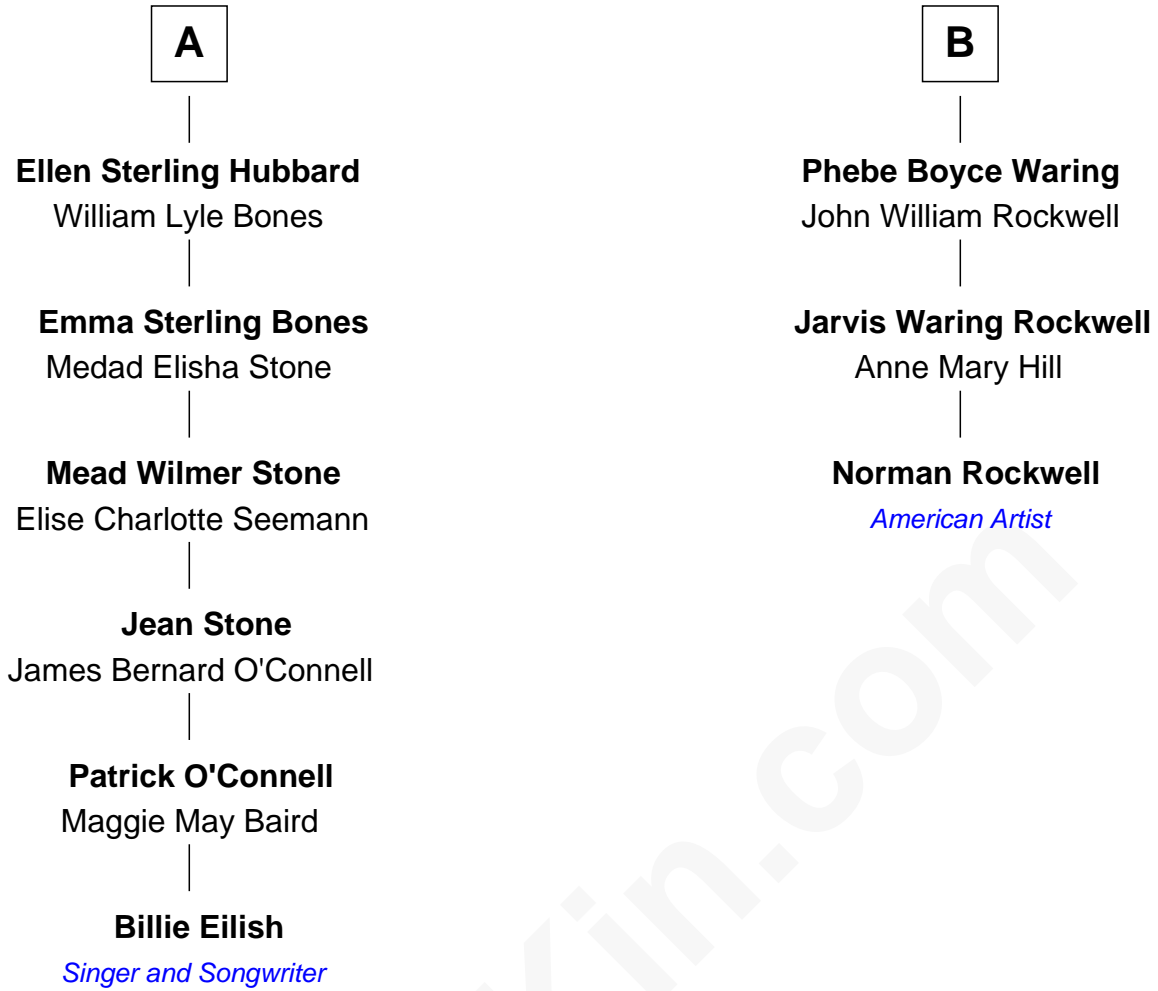 A
Ellen Sterling Hubbard
William Lyle Bones
Emma Sterling Bones
Medad Elisha Stone
Mead Wilmer Stone
Elise Charlotte Seemann
Jean Stone
James Bernard O'Connell
Patrick O'Connell
Maggie May Baird
Billie Eilish
Singer and Songwriter
B
Phebe Boyce Waring
John William Rockwell
Jarvis Waring Rockwell
Anne Mary Hill
Norman Rockwell
American Artist
kin.com